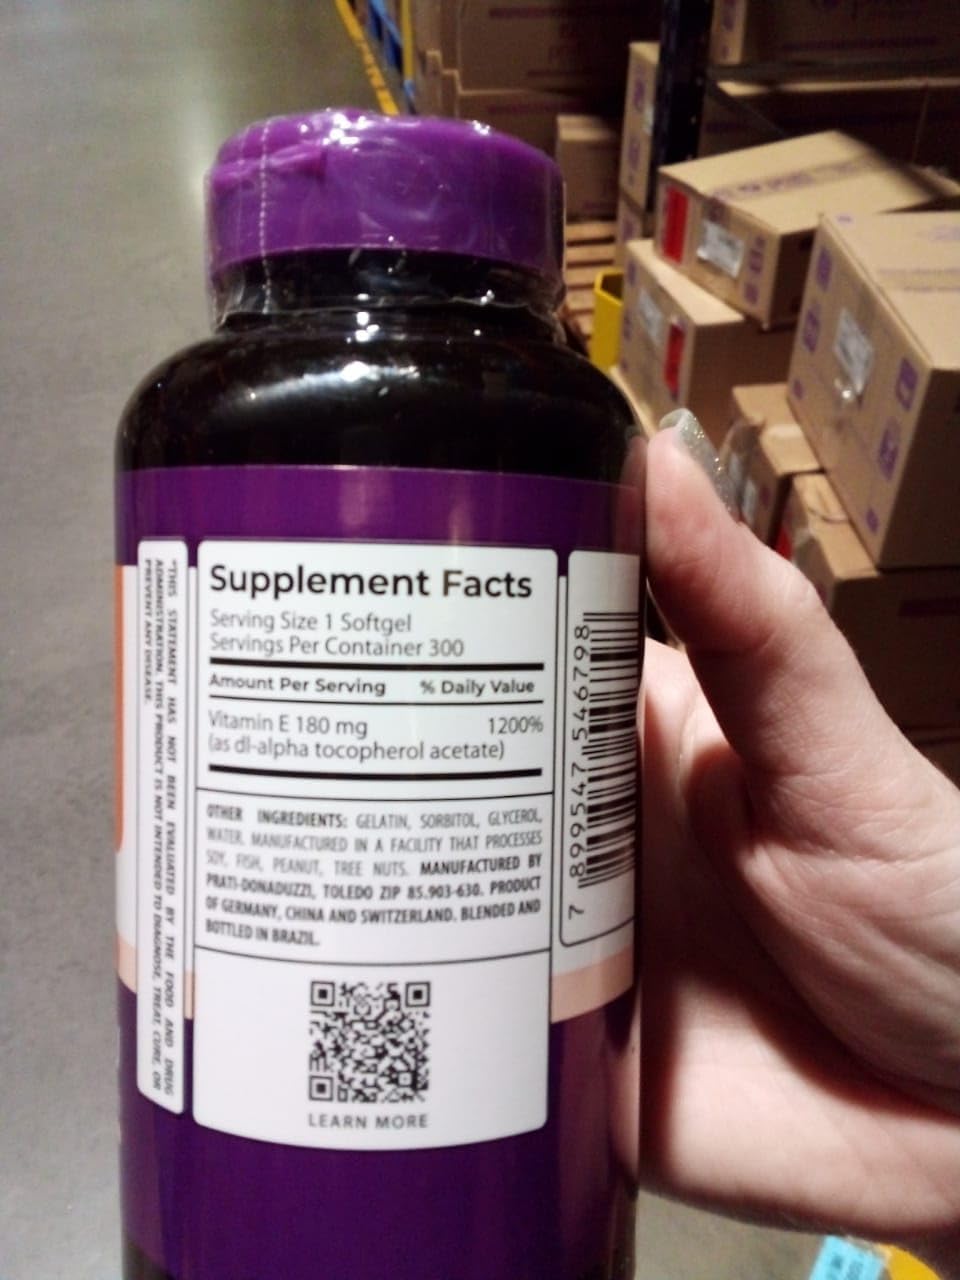 Supplement Facts
Serving Size 1 Softgel
Servings Per Container 300
Amount Per Serving % Daily Value
Vitamin E 180 mg 1200%
(as dl-alpha tocopherol acetate)
OTHER INGREDIENTS: GELATIN, SORBITOL, GLYCEROL,
WATER. MANUFACTURED IN A FACILITY THAT PROCESSES
SOY, FISH, PEANUT, TREE NUTS. MANUFACTURED BY
PRATI-DONADUZZI, TOLEDO ZIP 85.903-630. PRODUCT
OF GERMANY, CHINA AND SWITZERLAND. BLENDED AND
BOTTLED IN BRAZIL.
LEARN MORE
*THIS STATEMENT HAS NOT BEEN EVALUATED BY THE FOOD AND DRUG
ADMINISTRATION. THIS PRODUCT IS NOT INTENDED TO DIAGNOSE, TREAT, CURE, OR
PREVENT ANY DISEASE.
7 899547 546798